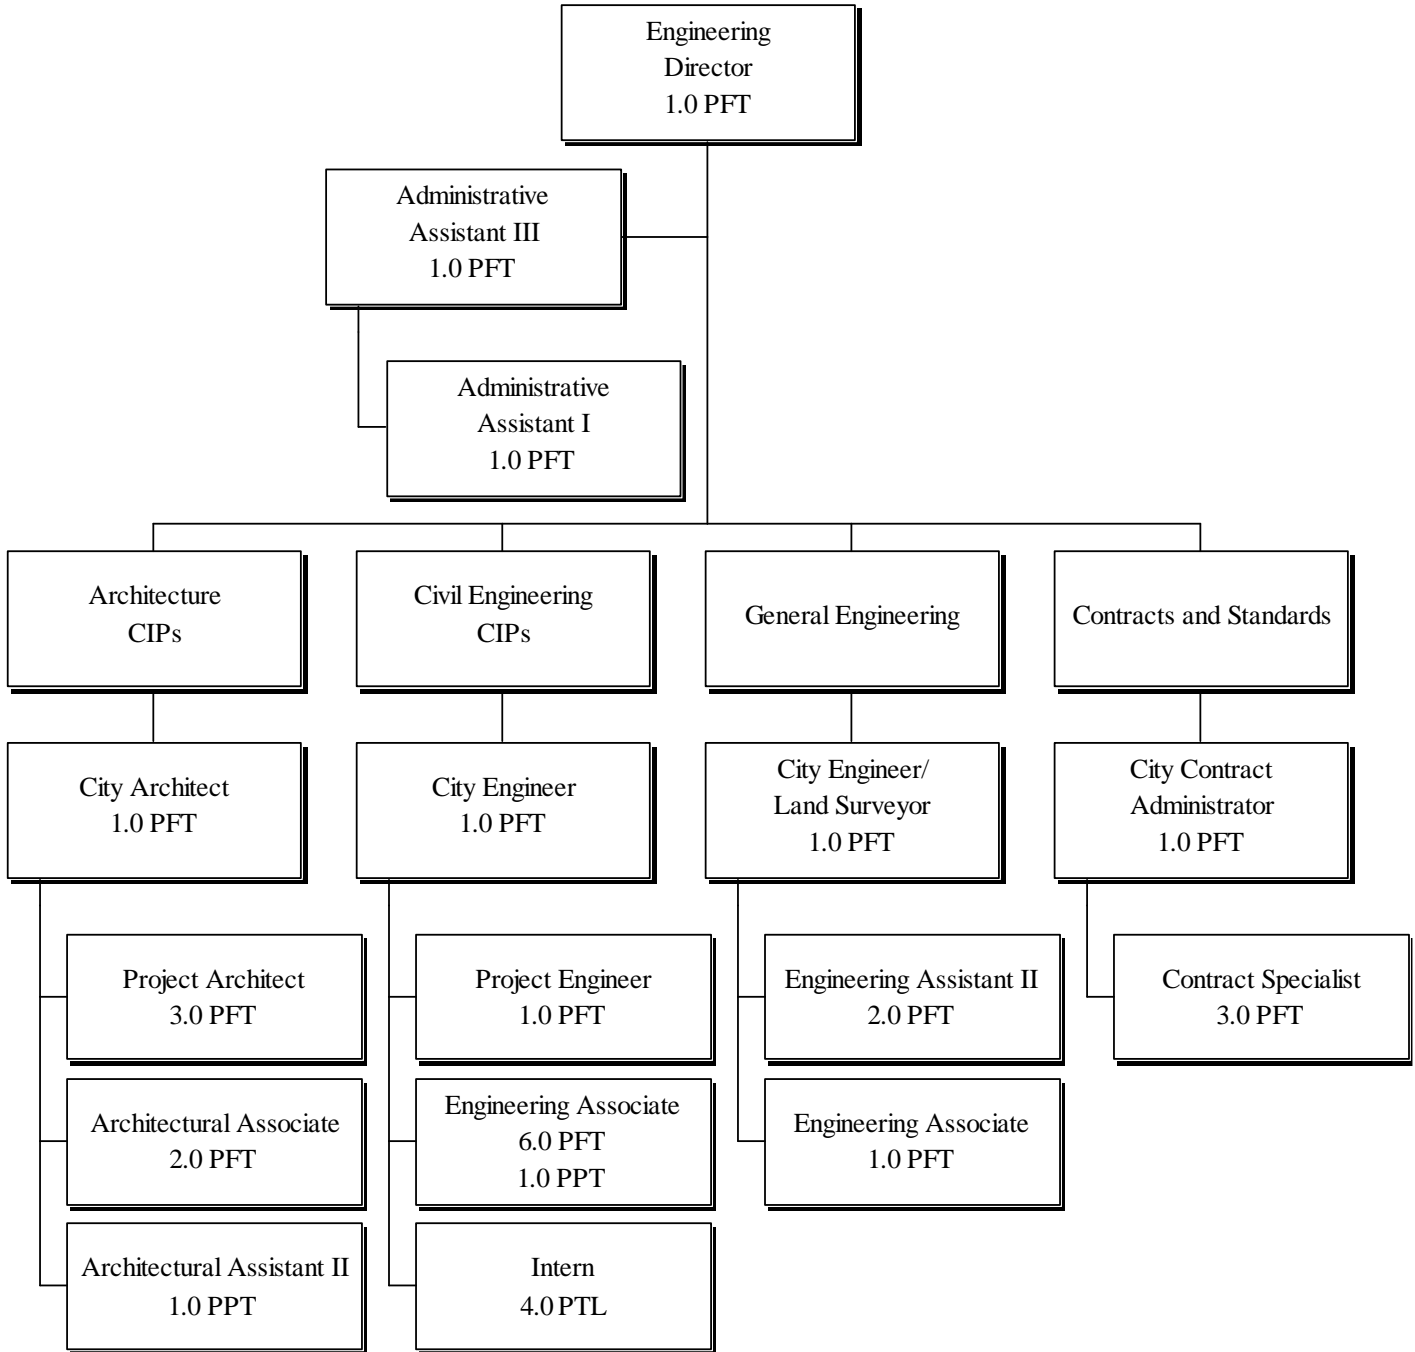 Engineering
Director
1.0 PFT
Administrative
Assistant III
1.0 PFT
Administrative
Assistant I
1.0 PFT
Architecture
CIPs
Civil Engineering
CIPs
General Engineering
Contracts and Standards
City Architect
1.0 PFT
City Engineer
1.0 PFT
City Engineer/
Land Surveyor
1.0 PFT
City Contract
Administrator
1.0 PFT
Project Architect
3.0 PFT
Project Engineer
1.0 PFT
Engineering Assistant II
2.0 PFT
Contract Specialist
3.0 PFT
Architectural Associate
2.0 PFT
Engineering Associate
6.0 PFT
1.0 PPT
Engineering Associate
1.0 PFT
Architectural Assistant II
1.0 PPT
Intern
4.0 PTL